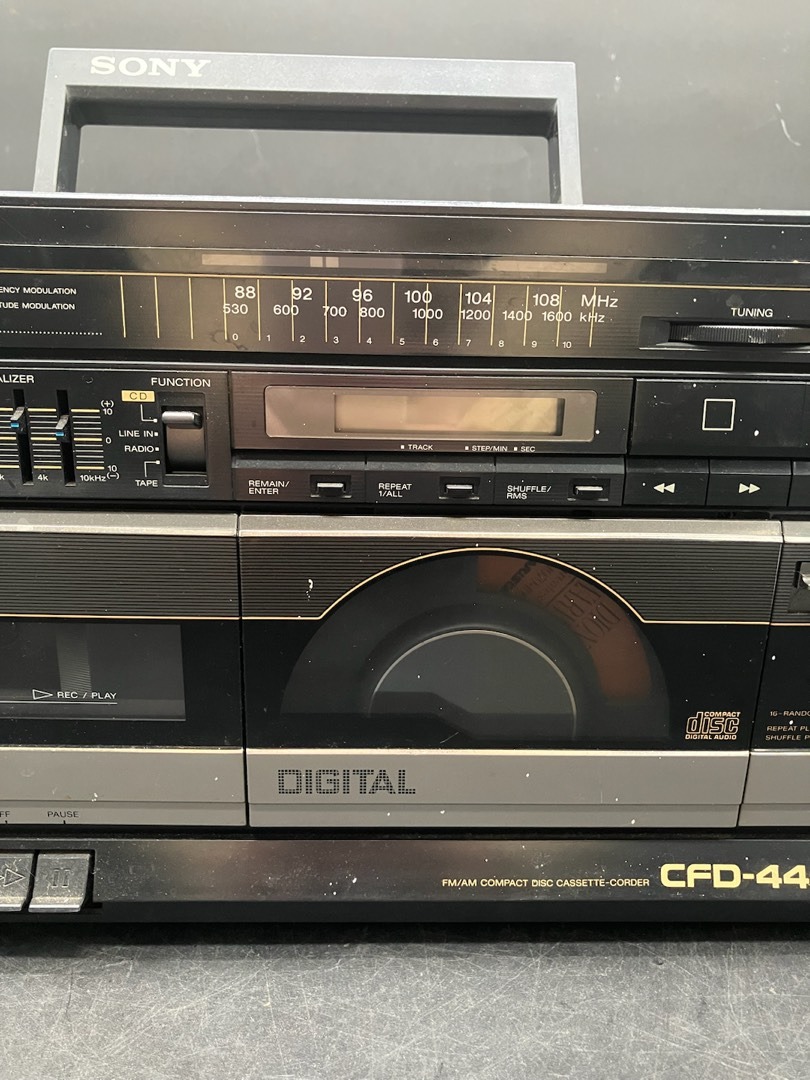 SONY
ENCY MODULATION
TUDE MODULATION
88 92 96 100 104 108 MHz
530 600 700 800 1000 1200 1400 1600 kHz
0 1 2 3 4 5 6 7 8 9 10
TUNING
ALIZER
FUNCTION
CD
LINE IN
RADIO
TAPE
(+)
10
0
10
(−)
k 4k 10kHz
TRACK STEP/MIN SEC
REMAIN/
ENTER
REPEAT
1/ALL
SHUFFLE/
RMS
REC / PLAY
COMPACT
disc
DIGITAL AUDIO
16-RANDO
REPEAT PL
SHUFFLE P
DIGITAL
FF PAUSE
FM/AM COMPACT DISC CASSETTE-CORDER CFD-44